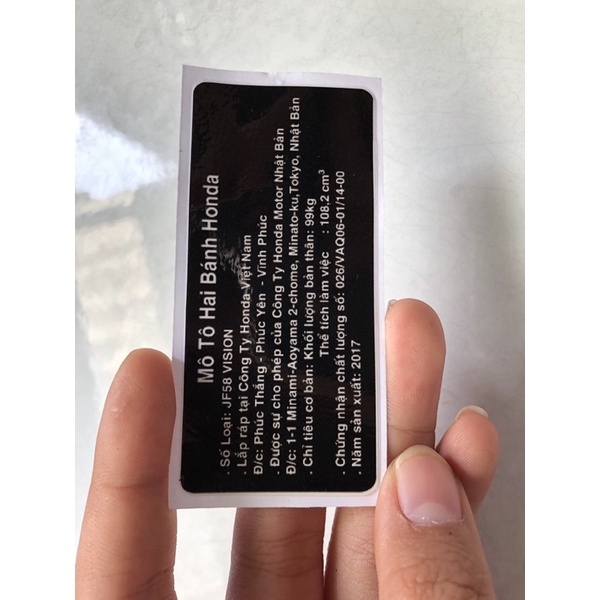 Mô Tô Hai Bánh Honda
. Số Loại: JF58 VISION
. Lắp ráp tại Công Ty Honda Việt Nam
Đ/c: Phúc Thắng - Phúc Yên - Vĩnh Phúc
. Được sự cho phép của Công Ty Honda Motor Nhật Bản
Đ/c: 1-1 Minami-Aoyama 2-chome, Minato-ku,Tokyo, Nhật Bản
. Chỉ tiêu cơ bản: Khối lượng bản thân: 99kg
Thể tích làm việc : 108.2 cm³
. Chứng nhận chất lượng số: 026/VAQ06-01/14-00
. Năm sản xuất: 2017